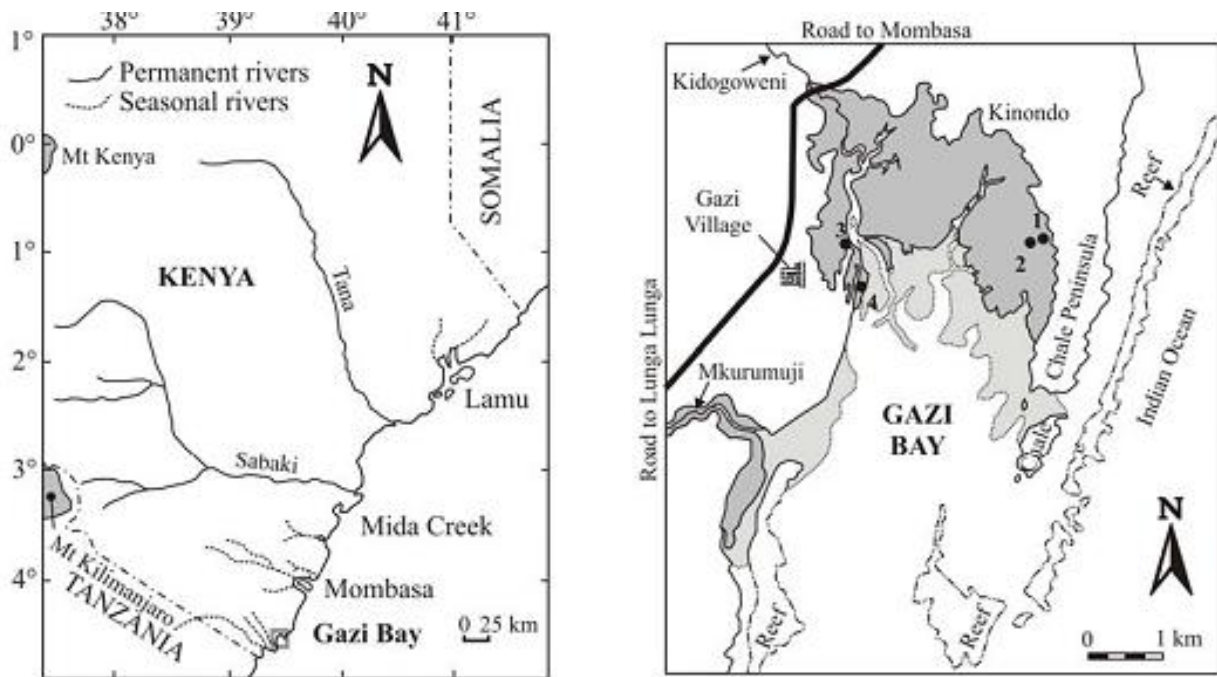 38° 39° 40° 41°
1°
0°
1°
2°
3°
4°
Permanent rivers
Seasonal rivers
N
Mt Kenya
SOMALIA
KENYA
Tana
Lamu
Sabaki
Mida Creek
Mt Kilimanjaro
TANZANIA
Mombasa
Gazi Bay
0 25 km
Road to Mombasa
Kidogoweni
Kinondo
Reef
Gazi
Village
1
2
3
4
Chale Peninsula
Indian Ocean
Road to Lunga Lunga
Mkurumuji
GAZI
BAY
Chale
N
Reef
Reef
0 1 km